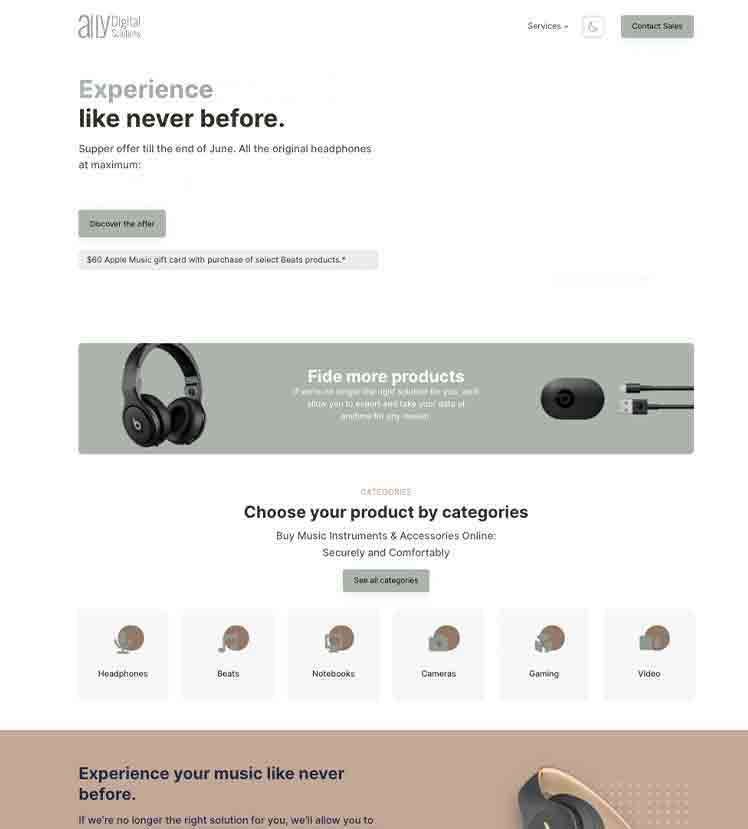 ally Digital
Solutions
Services
Contact Sales
Experience
like never before.
Supper offer till the end of June. All the original headphones
at maximum:
Discover the offer
$60 Apple Music gift card with purchase of select Beats products.*
Fide more products
If we're no longer the right solution for you, we'll
allow you to export and take your data at
anytime for any reason.
CATEGORIES
Choose your product by categories
Buy Music Instruments & Accessories Online:
Securely and Comfortably
See all categories
Headphones
Beats
Notebooks
Cameras
Gaming
Video
Experience your music like never
before.
If we're no longer the right solution for you, we'll allow you to